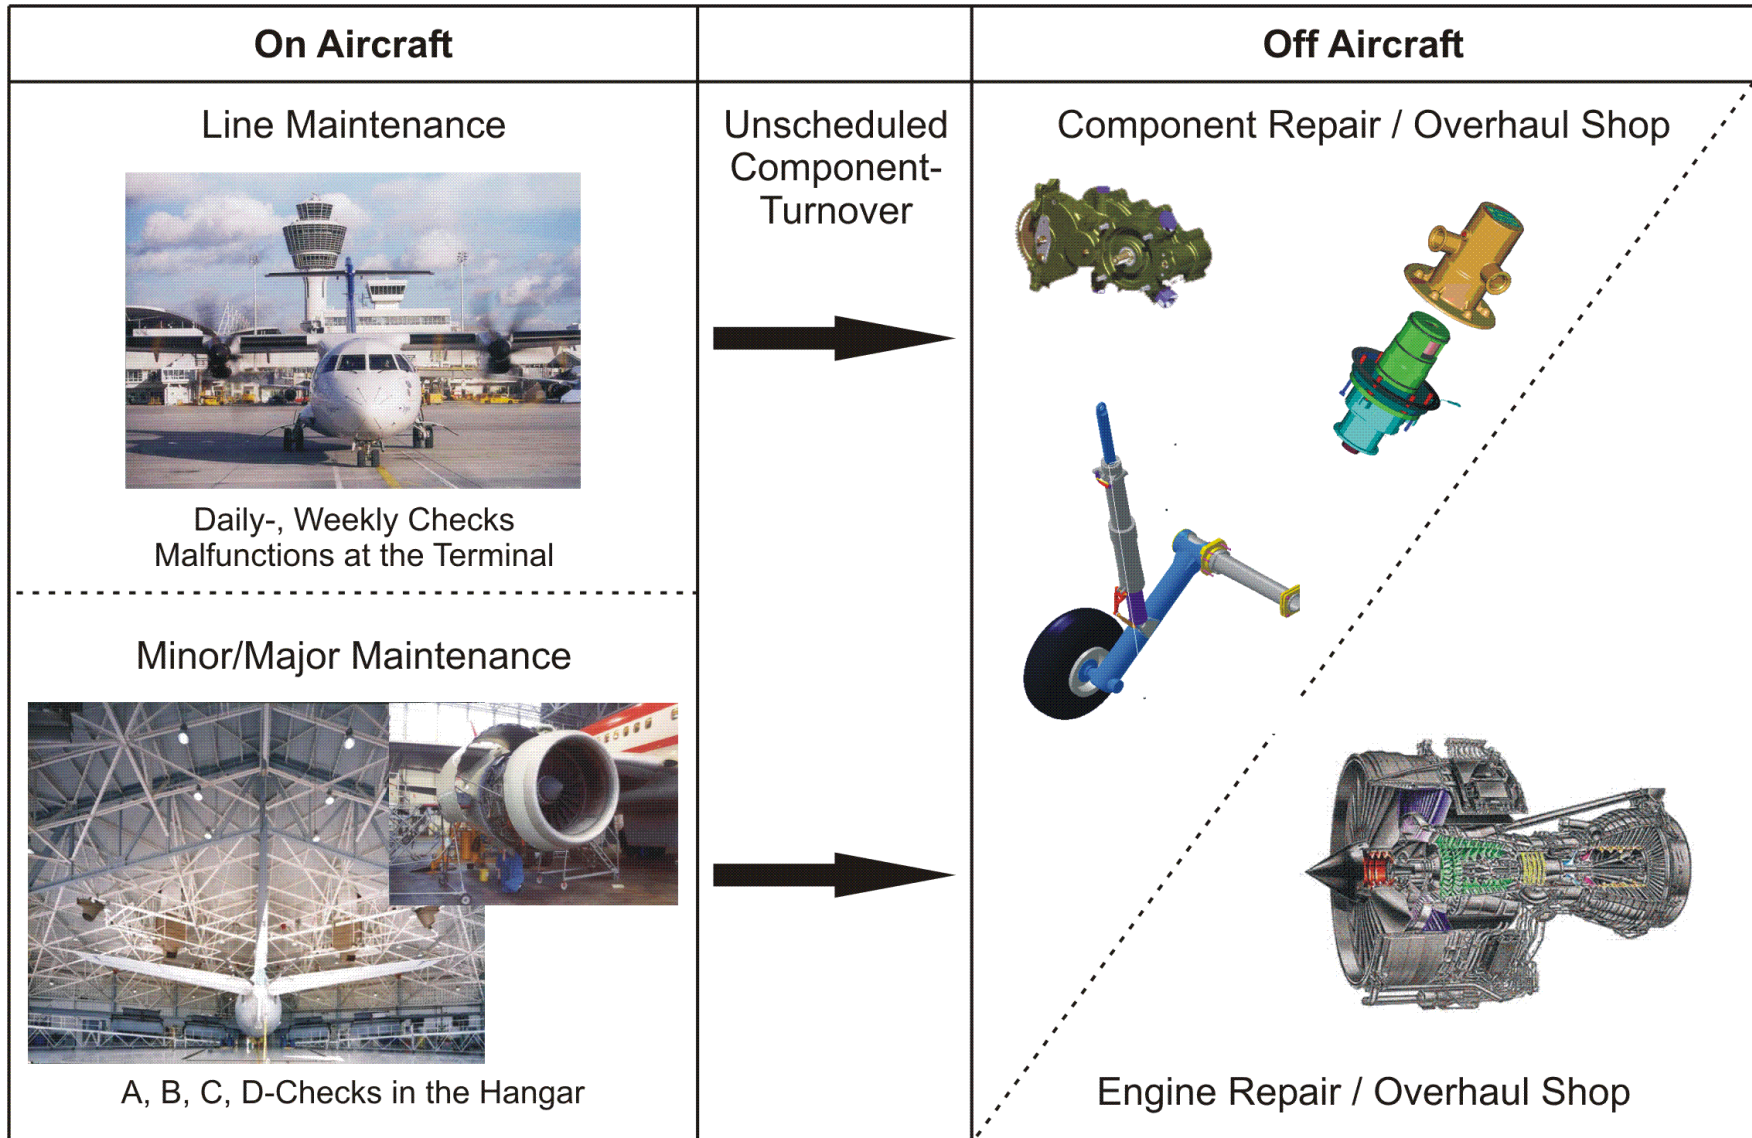 On Aircraft
Off Aircraft
Line Maintenance
Daily-, Weekly Checks
Malfunctions at the Terminal
Minor/Major Maintenance
A, B, C, D-Checks in the Hangar
Unscheduled
Component-
Turnover
Component Repair / Overhaul Shop
Engine Repair / Overhaul Shop